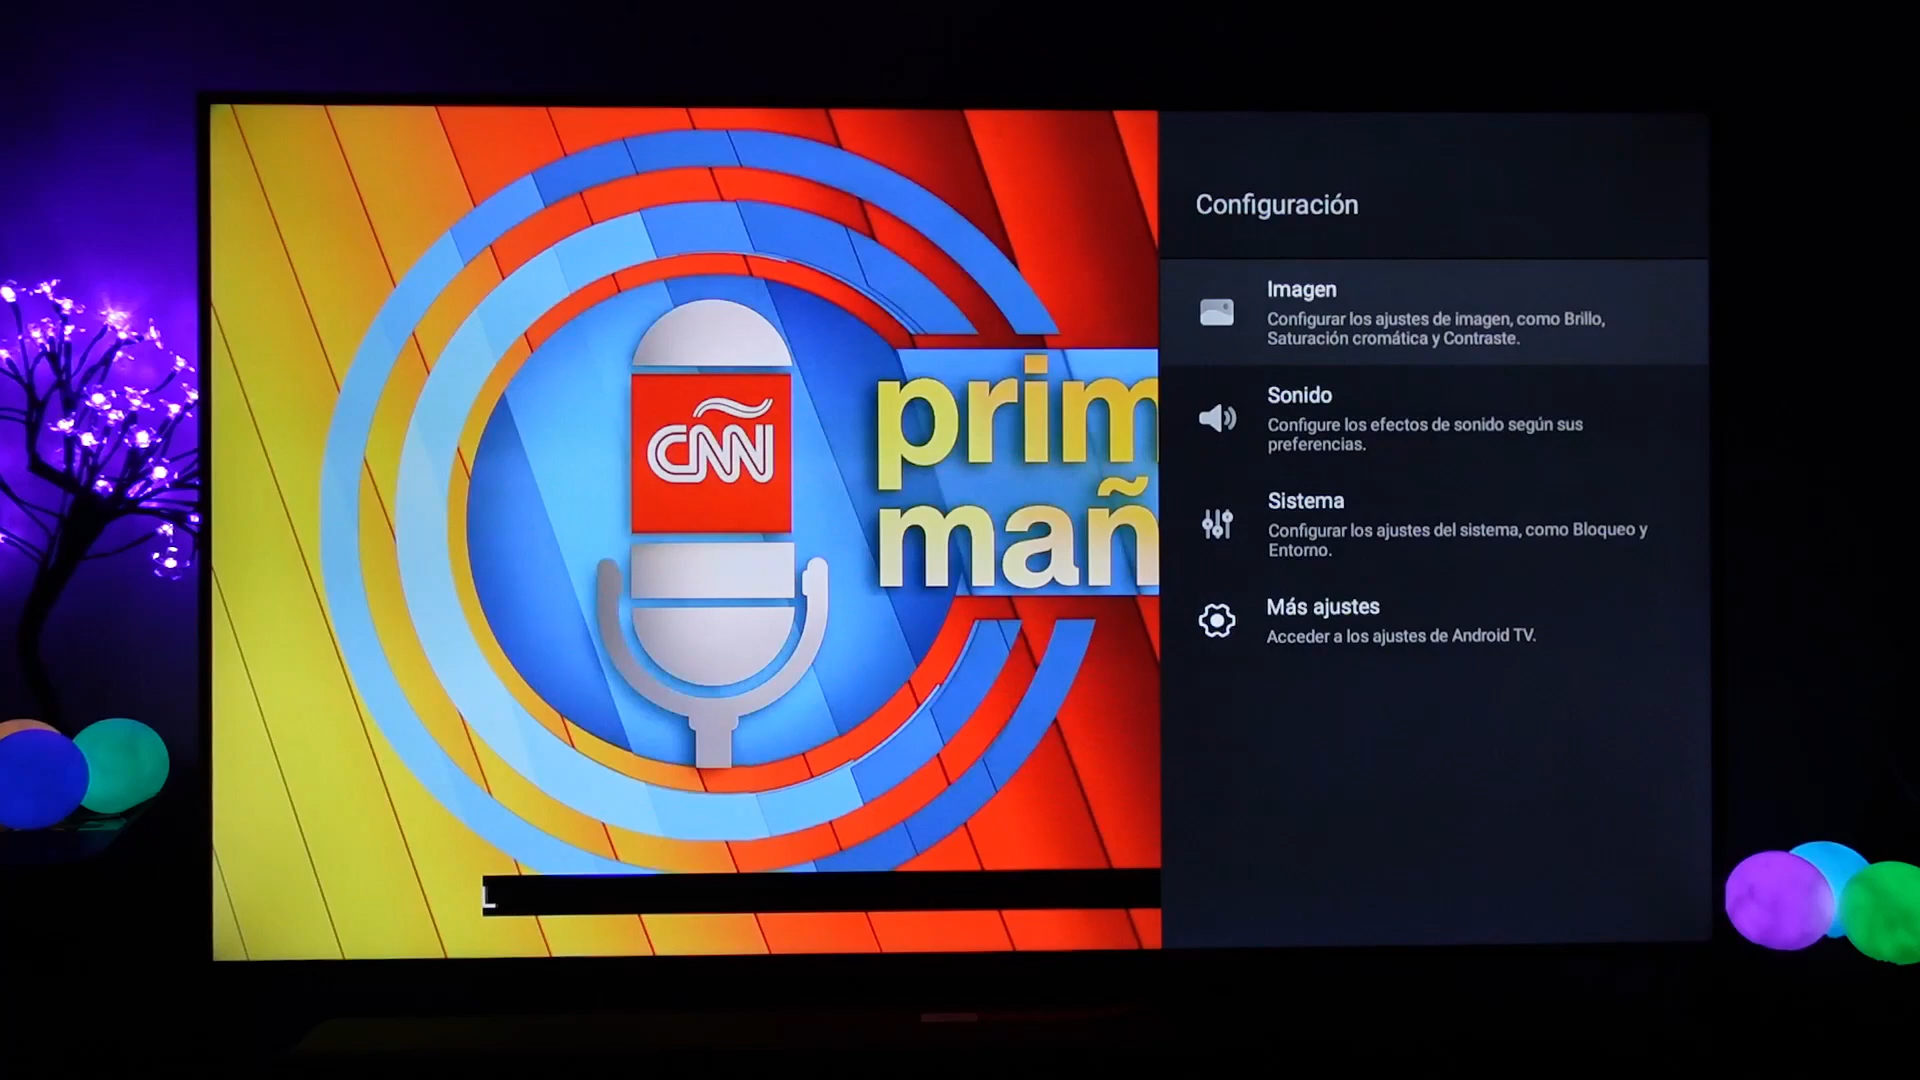 CNN
prim
mañ
L
Configuración
Imagen
Configurar los ajustes de imagen, como Brillo,
Saturación cromática y Contraste.
Sonido
Configure los efectos de sonido según sus
preferencias.
Sistema
Configurar los ajustes del sistema, como Bloqueo y
Entorno.
Más ajustes
Acceder a los ajustes de Android TV.